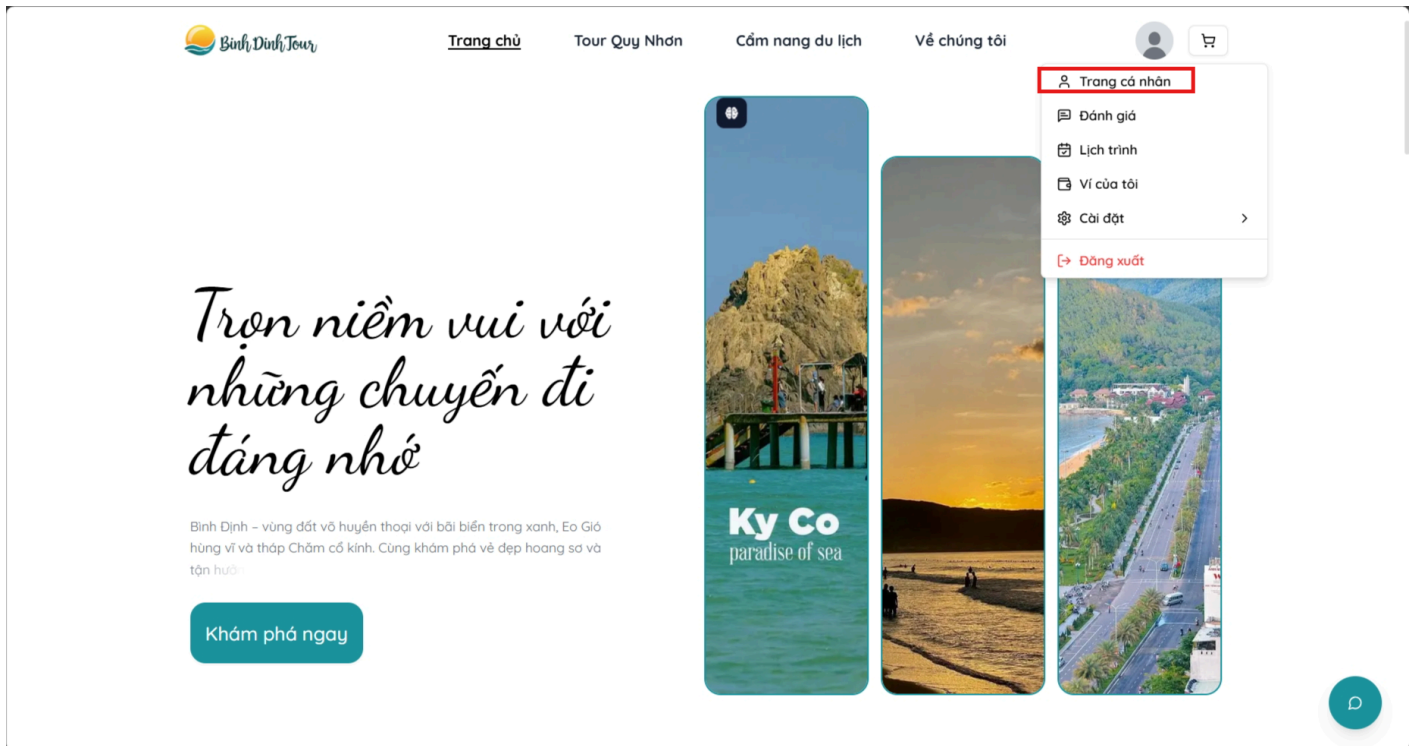 Binh Dinh Tour
Trang chủ
Tour Quy Nhơn
Cẩm nang du lịch
Về chúng tôi
Trang cá nhân
Đánh giá
Lịch trình
Ví của tôi
Cài đặt
Đăng xuất
Trọn niềm vui với
những chuyến đi
đáng nhớ
Bình Định – vùng đất võ huyền thoại với bãi biển trong xanh, Eo Gió
hùng vĩ và tháp Chăm cổ kính. Cùng khám phá vẻ đẹp hoang sơ và
tận hưở
Khám phá ngay
Ky Co
paradise of sea